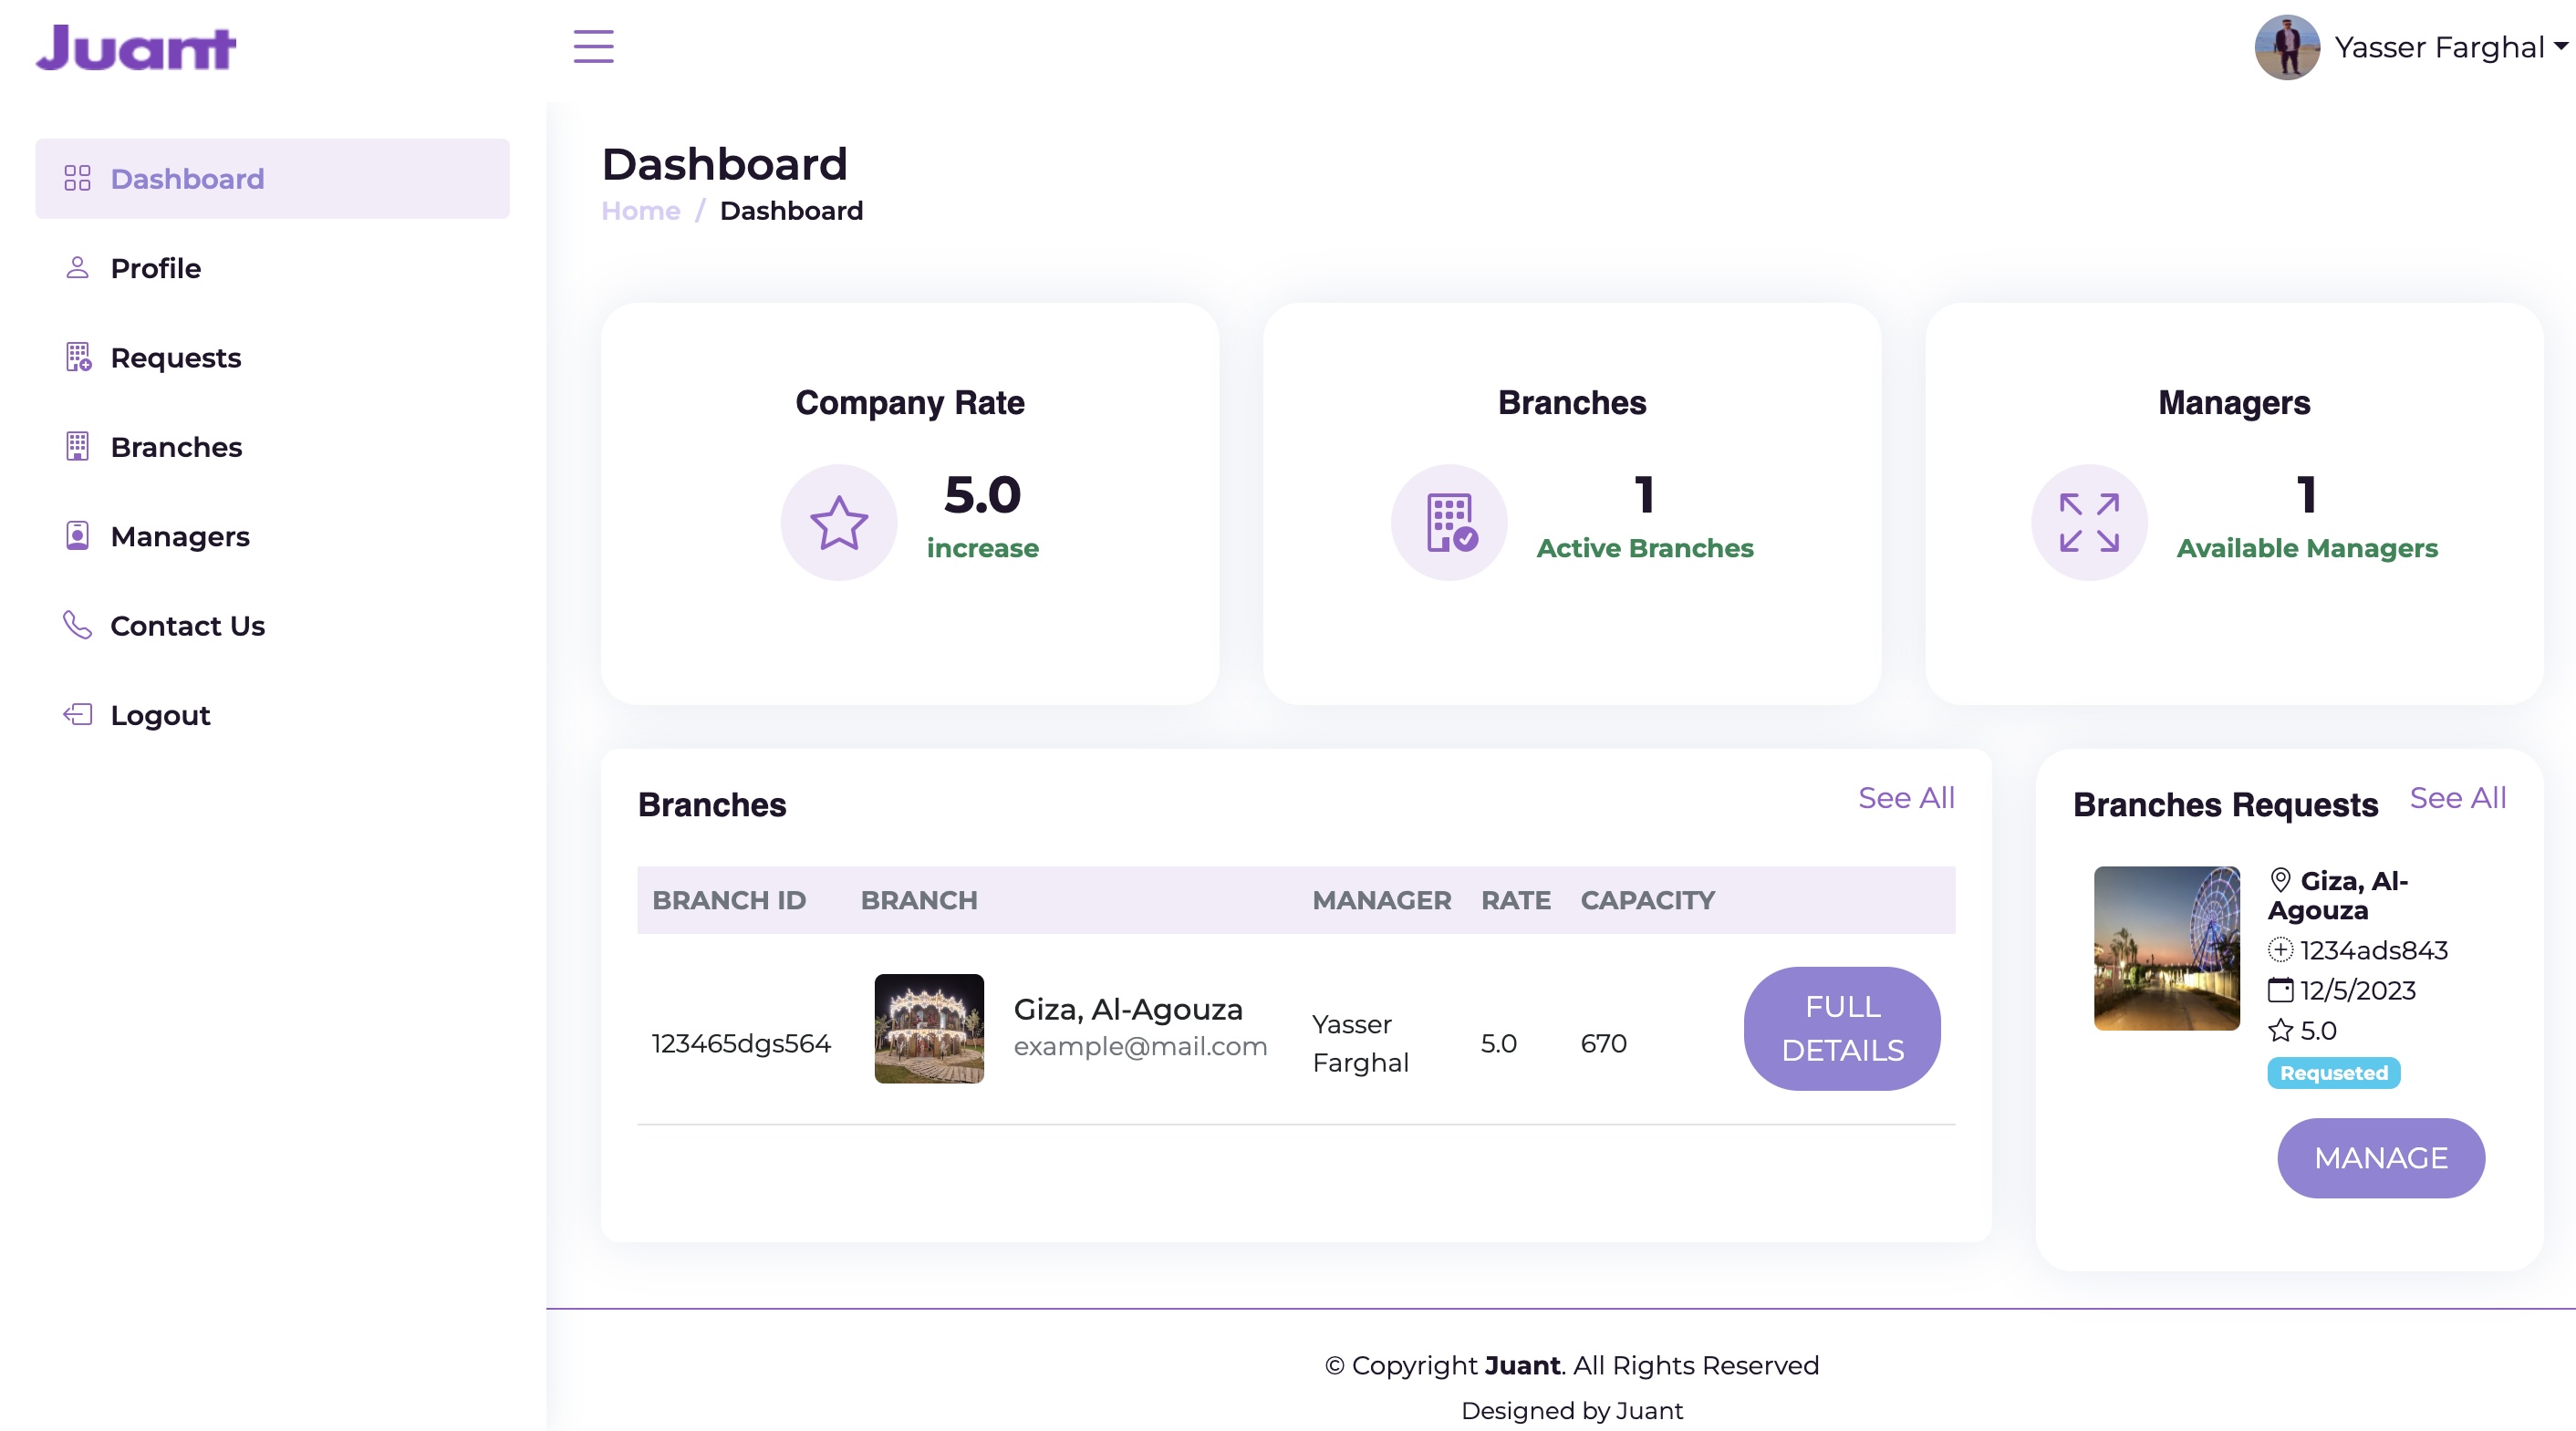 Juant
Yasser Farghal
Dashboard
Profile
Requests
Branches
Managers
Contact Us
Logout
Dashboard
Home / Dashboard
Company Rate
5.0
increase
Branches
1
Active Branches
Managers
1
Available Managers
Branches
See All
BRANCH ID BRANCH MANAGER RATE CAPACITY
123465dgs564
Giza, Al-Agouza
example@mail.com
Yasser
Farghal
5.0
670
FULL
DETAILS
Branches Requests
See All
Giza, Al-
Agouza
1234ads843
12/5/2023
5.0
Requseted
MANAGE
© Copyright Juant. All Rights Reserved
Designed by Juant